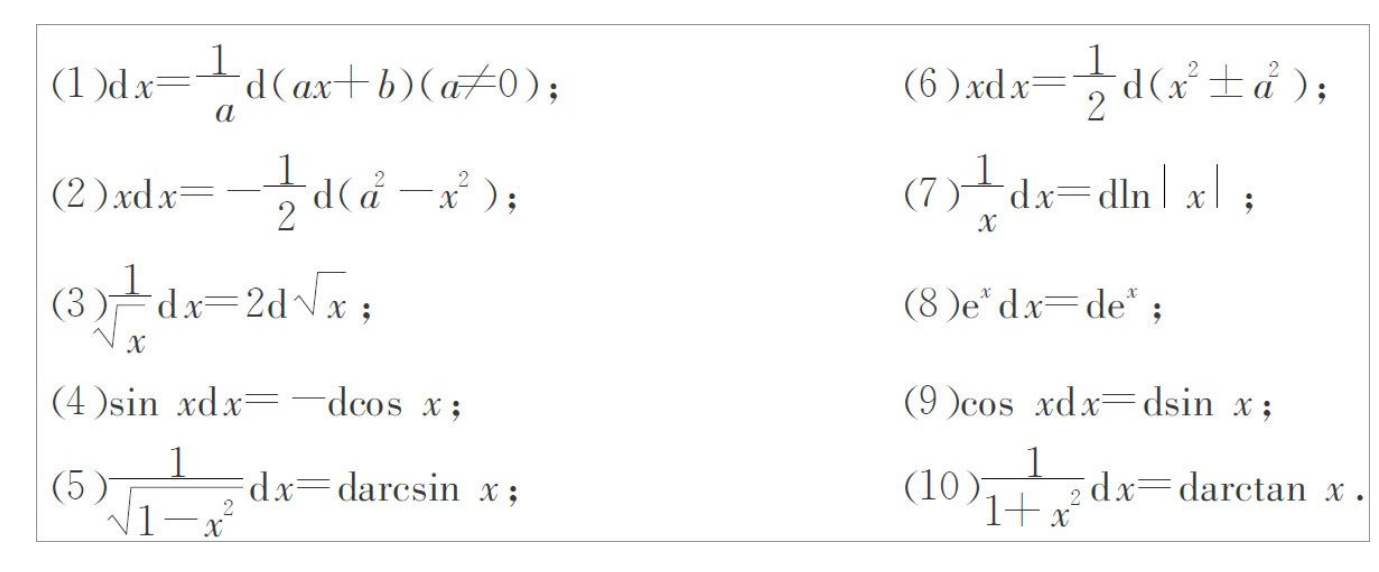 (1)dx=1/a d(ax+b)(a≠0);
(6)xdx=1/2 d(x²±a²);
(2)xdx=-1/2 d(a²-x²);
(7)1/x dx=dln|x|;
(3)1/√x dx=2d√x;
(8)eˣdx=deˣ;
(4)sin xdx=-dcos x;
(9)cos xdx=dsin x;
(5)1/√(1-x²) dx=darcsin x;
(10)1/(1+x²) dx=darctan x.